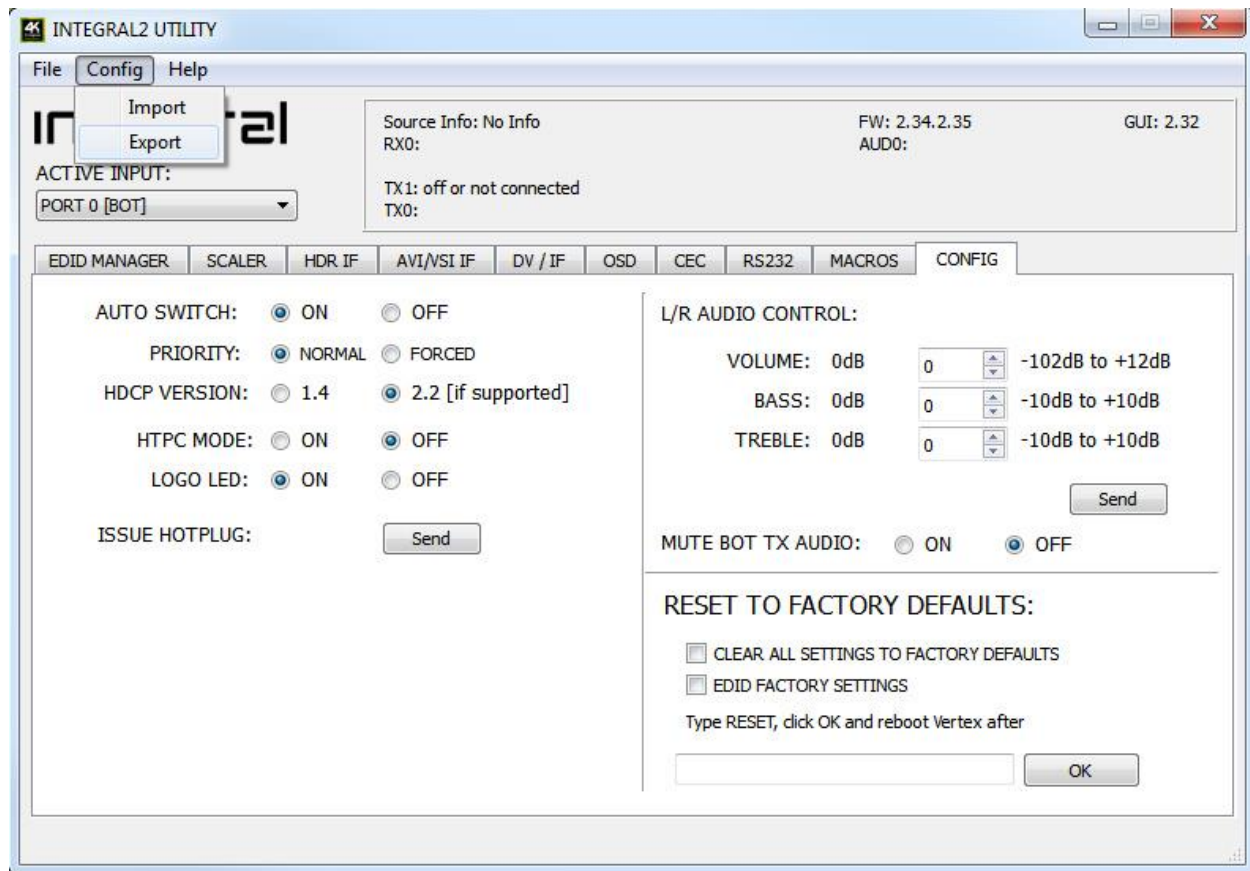 INTEGRAL2 UTILITY
File Config Help
Import
Export
ACTIVE INPUT:
PORT 0 [BOT]
Source Info: No Info
RX0:
TX1: off or not connected
TX0:
FW: 2.34.2.35
AUD0:
GUI: 2.32
EDID MANAGER SCALER HDR IF AVI/VSI IF DV / IF OSD CEC RS232 MACROS CONFIG
AUTO SWITCH: ON OFF
PRIORITY: NORMAL FORCED
HDCP VERSION: 1.4 2.2 [if supported]
HTPC MODE: ON OFF
LOGO LED: ON OFF
ISSUE HOTPLUG: Send
L/R AUDIO CONTROL:
VOLUME: 0dB 0 -102dB to +12dB
BASS: 0dB 0 -10dB to +10dB
TREBLE: 0dB 0 -10dB to +10dB
Send
MUTE BOT TX AUDIO: ON OFF
RESET TO FACTORY DEFAULTS:
CLEAR ALL SETTINGS TO FACTORY DEFAULTS
EDID FACTORY SETTINGS
Type RESET, click OK and reboot Vertex after
OK